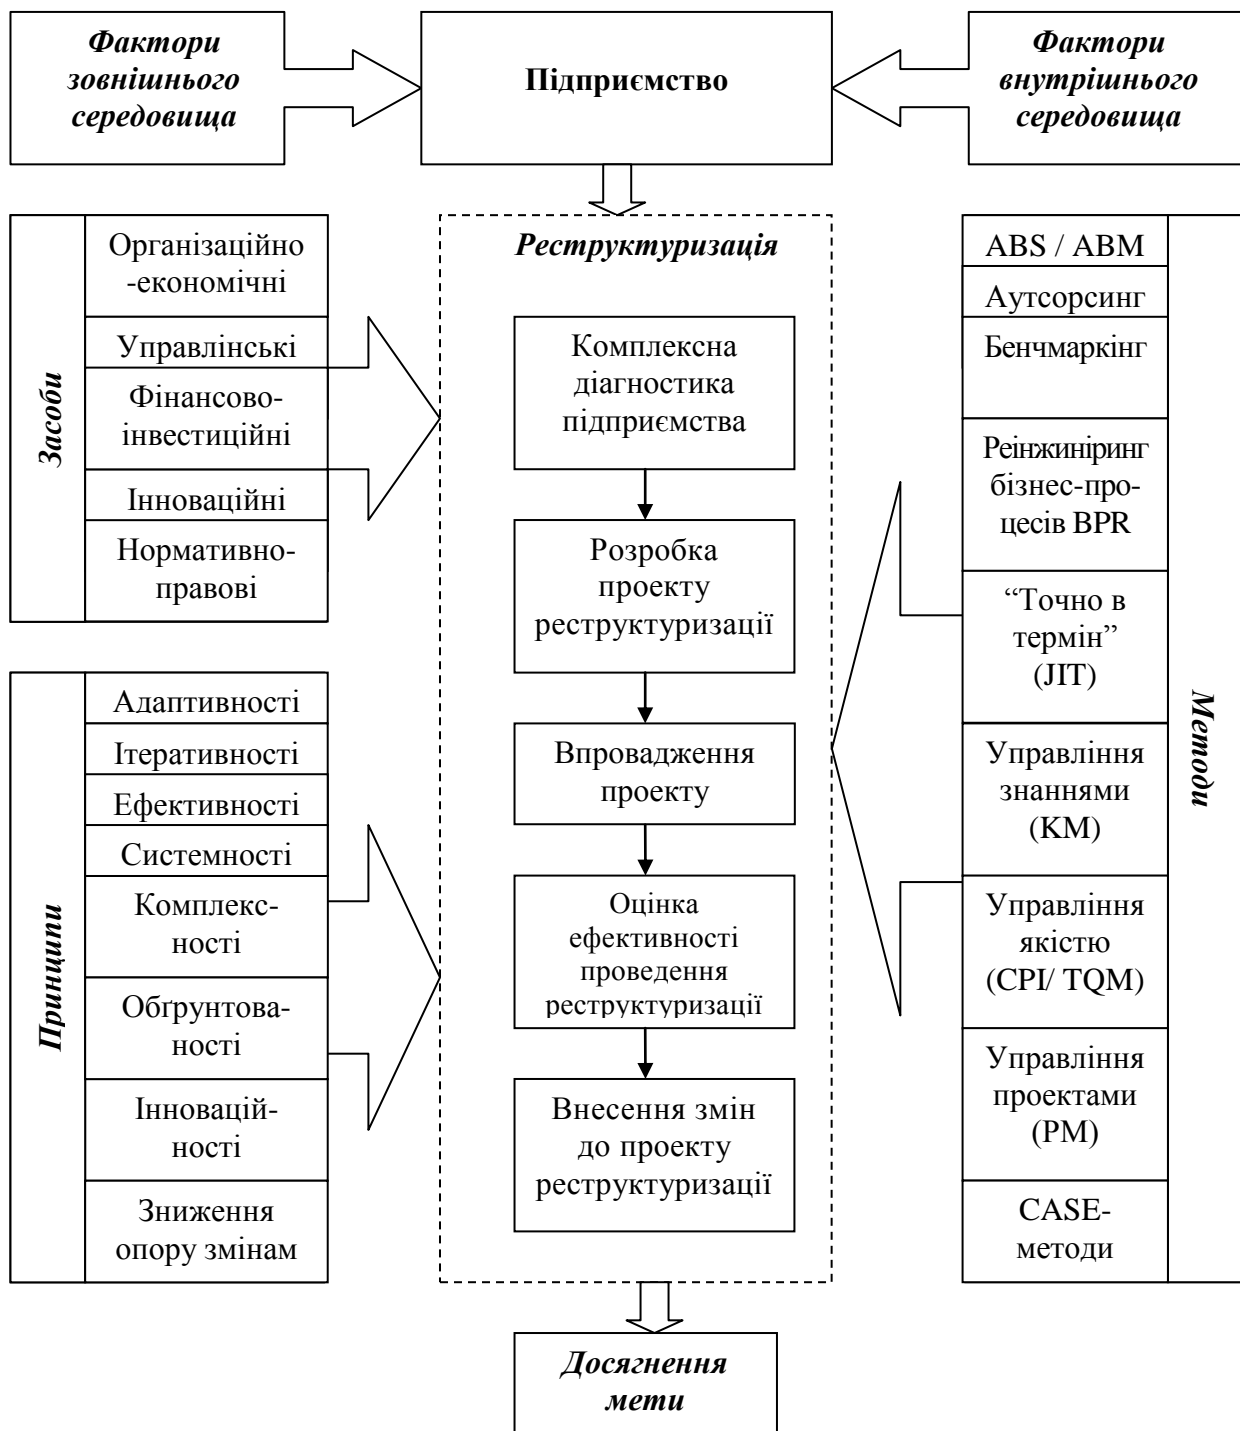 Фактори
зовнішнього
середовища
Підприємство
Фактори
внутрішнього
середовища
Засоби
Організаційно
-економічні
Управлінські
Фінансово-
інвестиційні
Інноваційні
Нормативно-
правові
Принципи
Адаптивності
Ітеративності
Ефективності
Системності
Комплекс-
ності
Обґрунтова-
ності
Інновацій-
ності
Зниження
опору змінам
Реструктуризація
Комплексна
діагностика
підприємства
Розробка
проекту
реструктуризації
Впровадження
проекту
Оцінка
ефективності
проведення
реструктуризації
Внесення змін
до проекту
реструктуризації
Досягнення
мети
ABS / ABM
Аутсорсинг
Бенчмаркінг
Реінжиніринг
бізнес-про-
цесів BPR
“Точно в
термін”
(JIT)
Управління
знаннями
(KM)
Управління
якістю
(CPI/ TQM)
Управління
проектами
(PM)
CASE-
методи
Методи